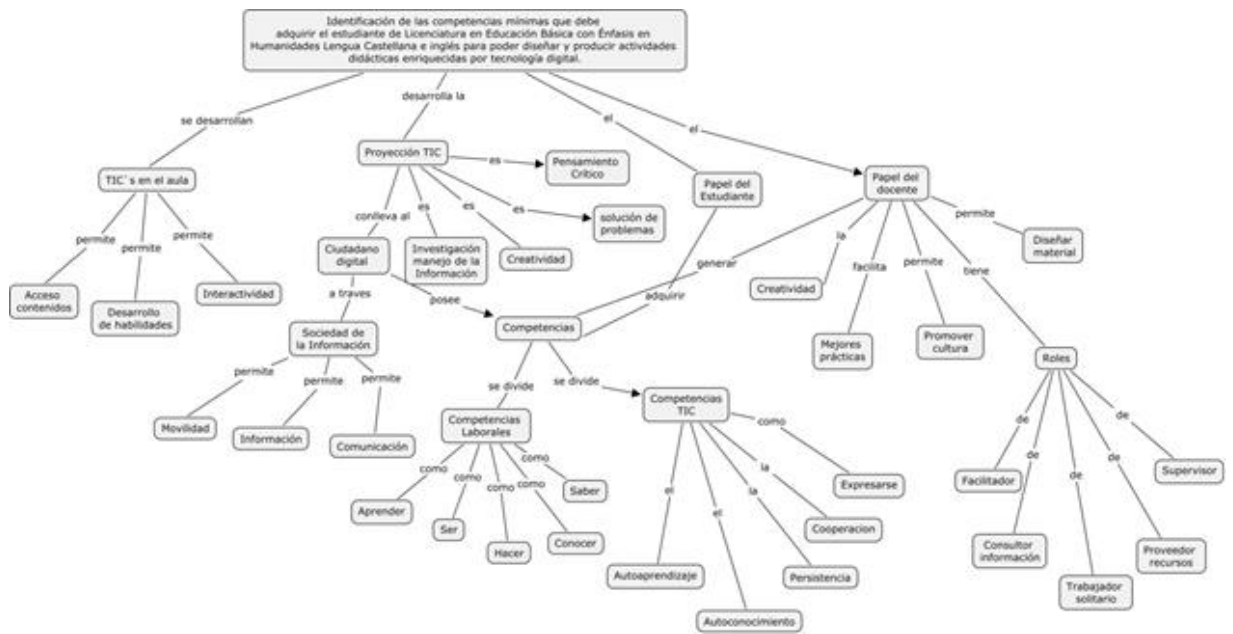 Identificación de las competencias mínimas que debe
adquirir el estudiante de Licenciatura en Educación Básica con Énfasis en
Humanidades Lengua Castellana e inglés para poder diseñar y producir actividades
didácticas enriquecidas por tecnología digital.
se desarrollan
desarrolla la
el
el
TIC´s en el aula
Proyección TIC
es
Pensamiento
Crítico
Papel del
Estudiante
Papel del
docente
permite
permite
permite
conlleva al
es
es
es
solución de
problemas
Ciudadano
digital
Investigación
manejo de la
Información
Creatividad
generar
la
facilita
permite
tiene
permite
Diseñar
material
Acceso
contenidos
Desarrollo
de habilidades
Interactividad
a traves
posee
adquirir
Creatividad
Sociedad de
la Información
Competencias
Mejores
prácticas
Promover
cultura
Roles
permite
permite
permite
se divide
se divide
Movilidad
Información
Comunicación
Competencias
Laborales
Competencias
TIC
como
como
como
como
como
Aprender
Ser
Hacer
Conocer
Saber
el
el
la
la
como
Autoaprendizaje
Autoconocimiento
Persistencia
Cooperacion
Expresarse
de
de
de
de
de
Facilitador
Consultor
información
Trabajador
solitario
Proveedor
recursos
Supervisor